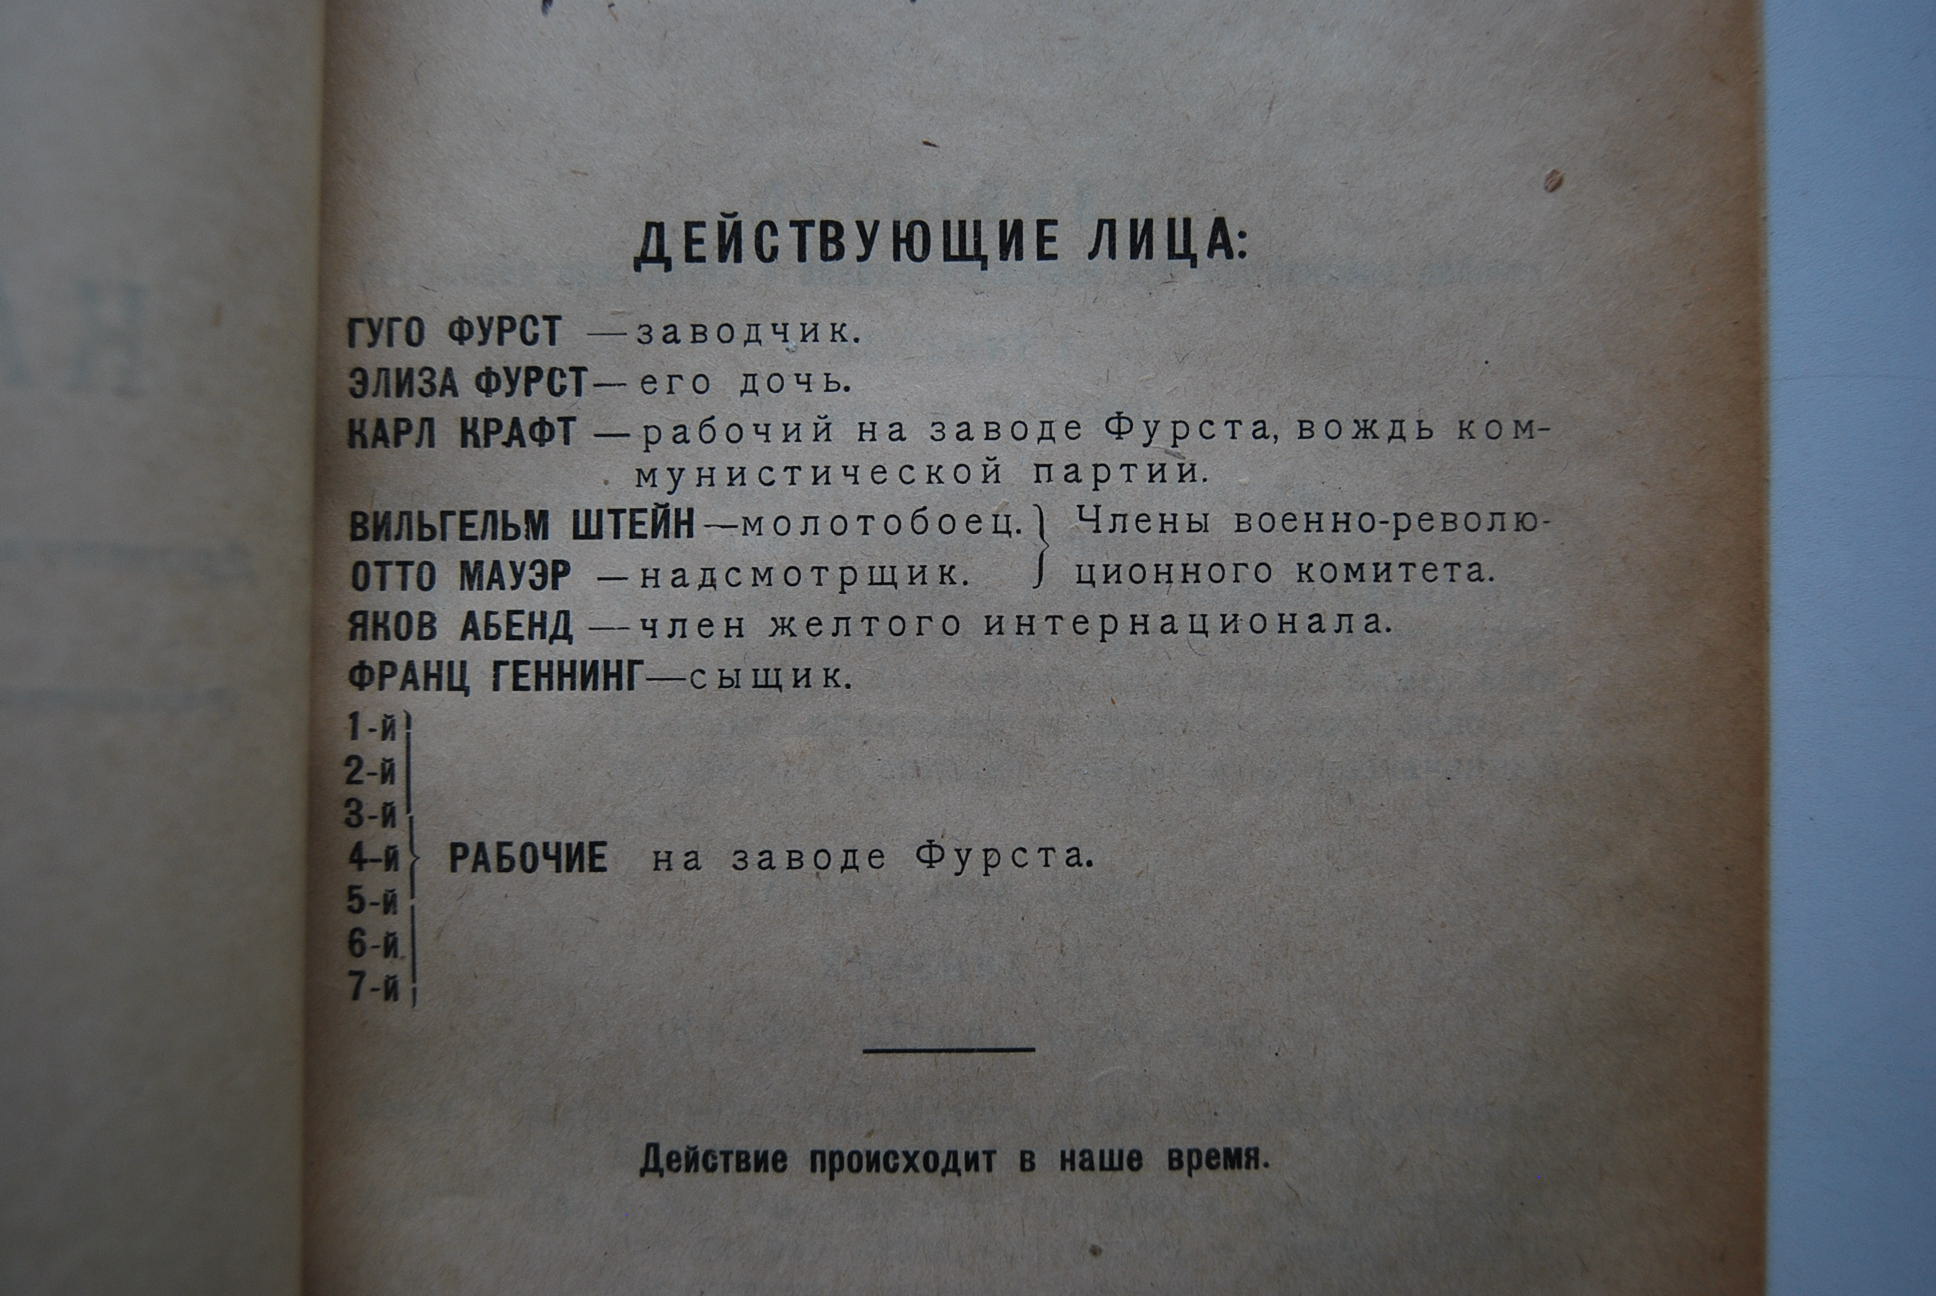 ДЕЙСТВУЮЩИЕ ЛИЦА:
ГУГО ФУРСТ — заводчик.
ЭЛИЗА ФУРСТ — его дочь.
КАРЛ КРАФТ — рабочий на заводе Фурста, вождь ком-
мунистической партии.
ВИЛЬГЕЛЬМ ШТЕЙН — молотобоец. } Члены военно-револю-
ОТТО МАУЭР — надсмотрщик. } ционного комитета.
ЯКОВ АБЕНД — член желтого интернационала.
ФРАНЦ ГЕННИНГ — сыщик.
1-й
2-й
3-й
4-й } РАБОЧИЕ на заводе Фурста.
5-й
6-й
7-й
Действие происходит в наше время.